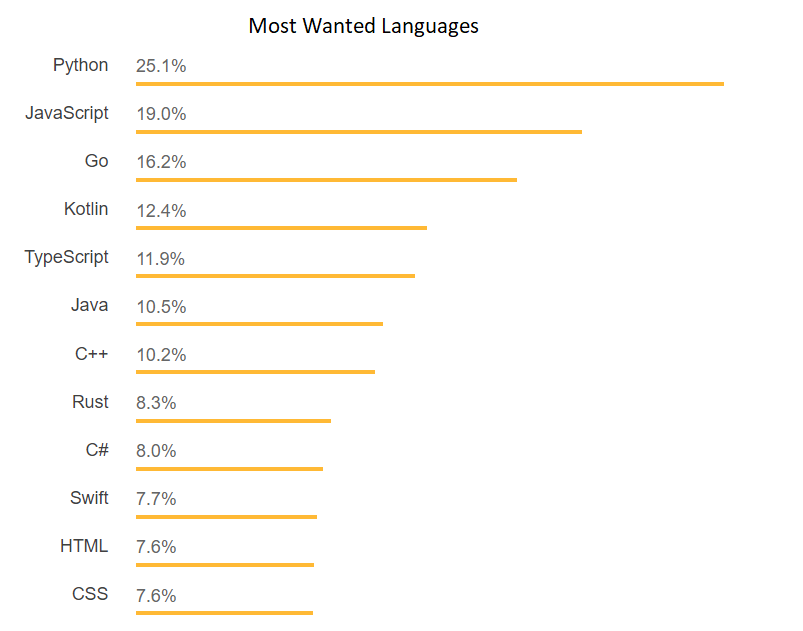 Most Wanted Languages
Python 25.1%
JavaScript 19.0%
Go 16.2%
Kotlin 12.4%
TypeScript 11.9%
Java 10.5%
C++ 10.2%
Rust 8.3%
C# 8.0%
Swift 7.7%
HTML 7.6%
CSS 7.6%